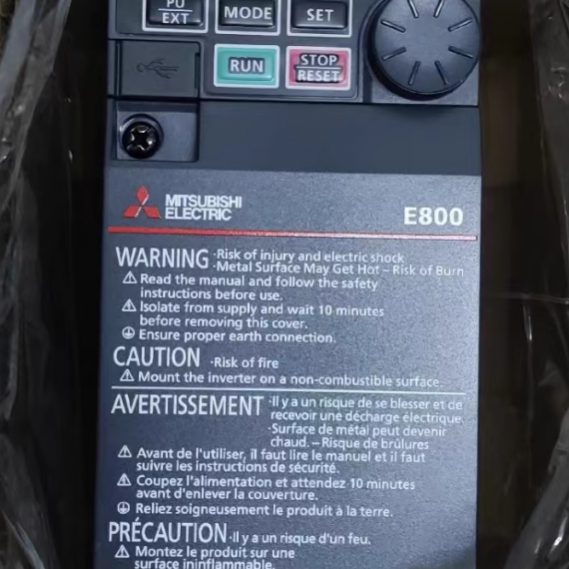 PU
EXT
MODE
SET
RUN
STOP
RESET
MITSUBISHI
ELECTRIC
E800
WARNING ·Risk of injury and electric shock
·Metal Surface May Get Hot – Risk of Burn
Read the manual and follow the safety
instructions before use.
Isolate from supply and wait 10 minutes
before removing this cover.
Ensure proper earth connection.
CAUTION ·Risk of fire
Mount the inverter on a non-combustible surface.
AVERTISSEMENT ·Il y a un risque de se blesser et de
recevoir une décharge électrique.
·Surface de métal peut devenir
chaud. – Risque de brûlures
Avant de l'utiliser, il faut lire le manuel et il faut
suivre les instructions de sécurité.
Coupez l'alimentation et attendez 10 minutes
avant d'enlever la couverture.
Reliez soigneusement le produit à la terre.
PRÉCAUTION ·Il y a un risque d'un feu.
Montez le produit sur une
surface ininflammable.